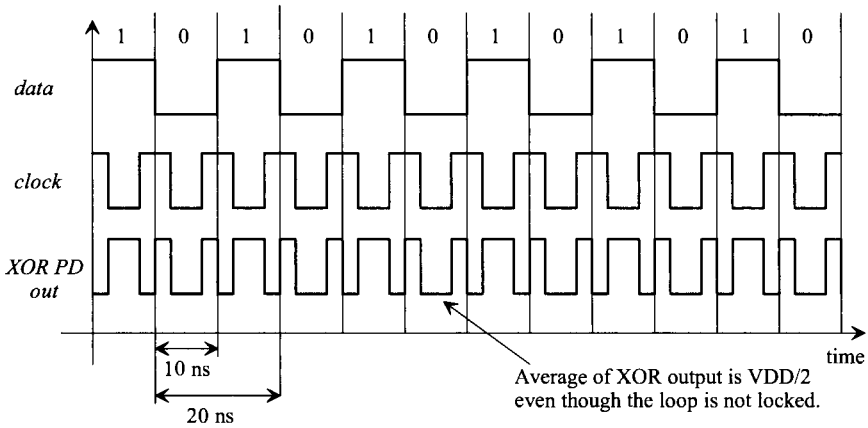 1 0 1 0 1 0 1 0 1 0 1 0
data
clock
XOR PD
out
time
10 ns
20 ns
Average of XOR output is VDD/2
even though the loop is not locked.